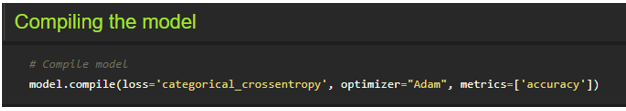 Compiling the model
# Compile model
model.compile(loss='categorical_crossentropy', optimizer="Adam", metrics=['accuracy'])